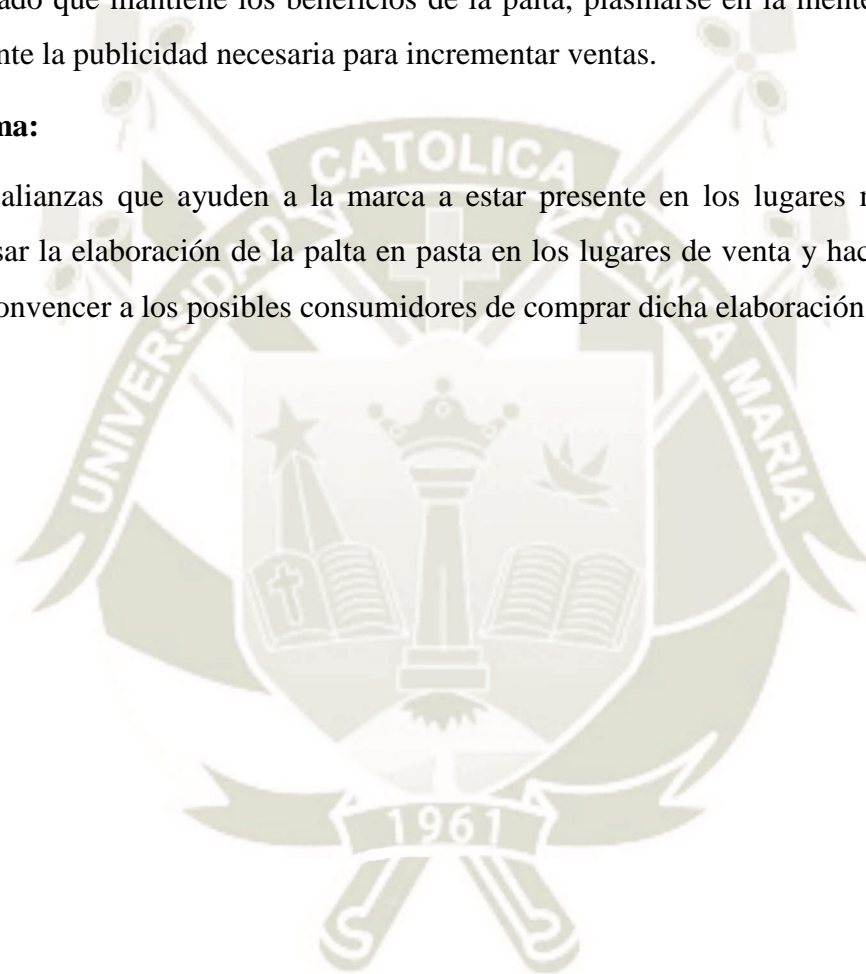 ado que mantiene los beneficios de la palta, plasmarse en la mente
nte la publicidad necesaria para incrementar ventas.
ma:
alianzas que ayuden a la marca a estar presente en los lugares
sar la elaboración de la palta en pasta en los lugares de venta y hac
onvencer a los posibles consumidores de comprar dicha elaboración
UNIVERSIDAD CATOLICA SANTA MARIA
1961